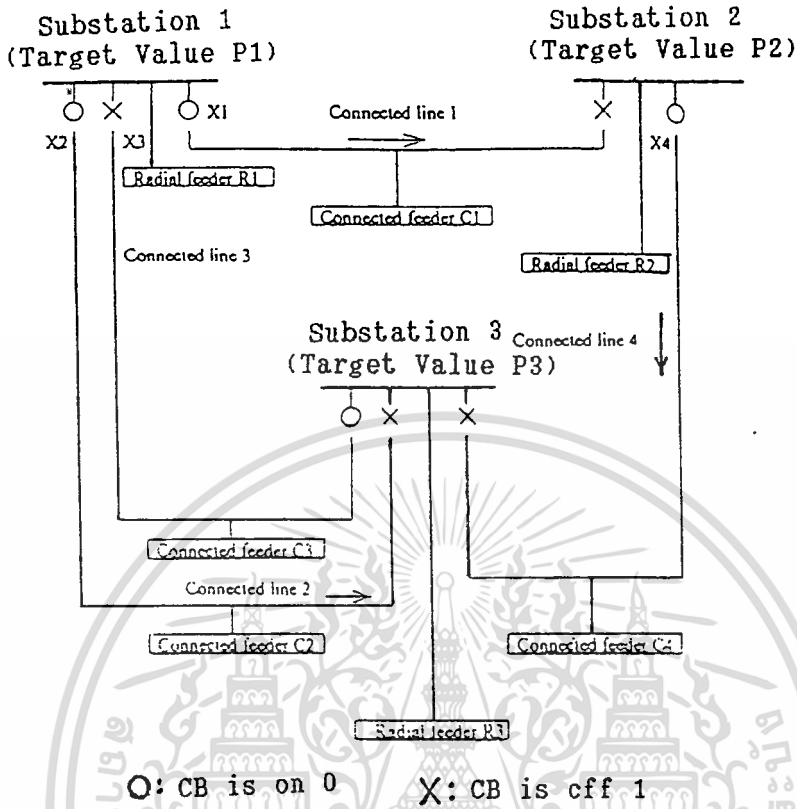 Substation 1
(Target Value P1)
Substation 2
(Target Value P2)
X1
X2
X3
Connected line 1
X4
Radial feeder R1
Connected feeder C1
Connected line 3
Radial feeder R2
Substation 3
(Target Value P3)
Connected line 4
Connected feeder C3
Connected line 2
Connected feeder C2
Connected feeder C4
Radial feeder R3
O: CB is on 0
X: CB is cff 1